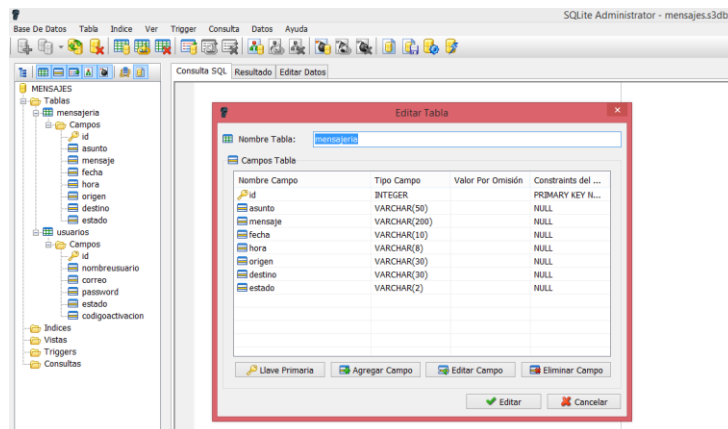 SQLite Administrator - mensajes.s3db
Base De Datos Tabla Indice Ver Trigger Consulta Datos Ayuda
Consulta SQL Resultado Editar Datos
MENSAJES
Tablas
mensajeria
Campos
id
asunto
mensaje
fecha
hora
origen
destino
estado
usuarios
Campos
id
nombreusuario
correo
password
estado
codigoactivacion
Indices
Vistas
Triggers
Consultas
Editar Tabla
Nombre Tabla: mensajeria
Campos Tabla
Nombre Campo Tipo Campo Valor Por Omisión Constraints del ...
id INTEGER PRIMARY KEY N...
asunto VARCHAR(50) NULL
mensaje VARCHAR(200) NULL
fecha VARCHAR(10) NULL
hora VARCHAR(8) NULL
origen VARCHAR(30) NULL
destino VARCHAR(30) NULL
estado VARCHAR(2) NULL
Llave Primaria Agregar Campo Editar Campo Eliminar Campo
Editar Cancelar